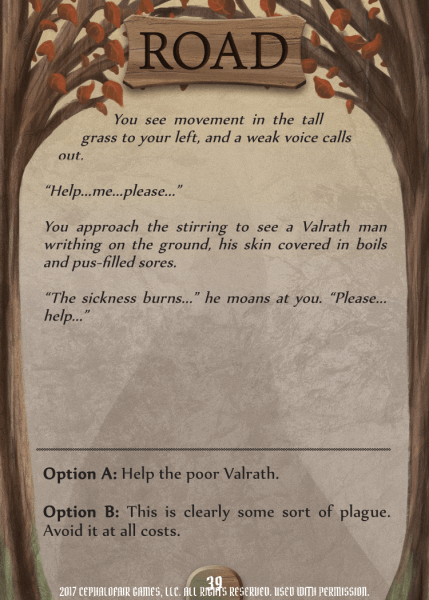 ROAD
You see movement in the tall
grass to your left, and a weak voice calls
out.
“Help...me...please...”
You approach the stirring to see a Valrath man
writhing on the ground, his skin covered in boils
and pus-filled sores.
“The sickness burns...” he moans at you. “Please...
help...”
Option A: Help the poor Valrath.
Option B: This is clearly some sort of plague.
Avoid it at all costs.
39
2017 CEPHALOFAIR GAMES, LLC. ALL RIGHTS RESERVED. USED WITH PERMISSION.